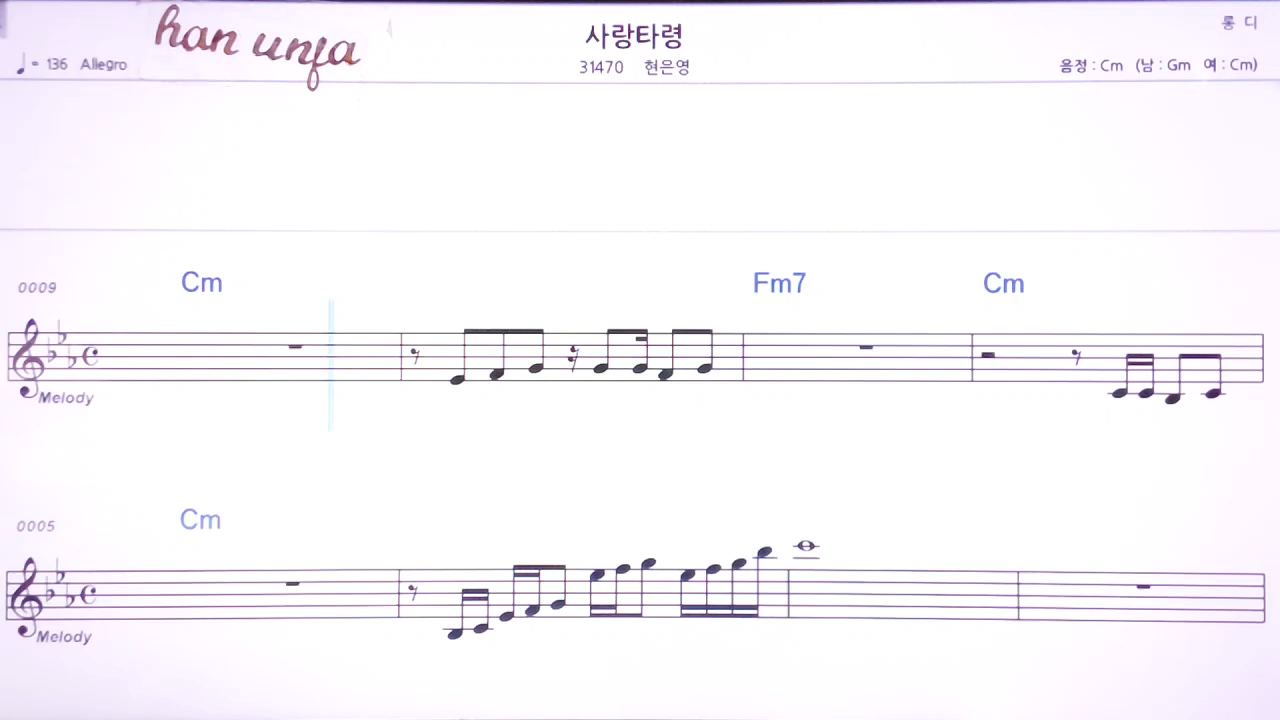 han unja
사랑타령
롱 디
♩= 136 Allegro
31470 현은영
음정 : Cm (남 : Gm 여 : Cm)
0009
Cm
Fm7
Cm
Melody
0005
Cm
Melody